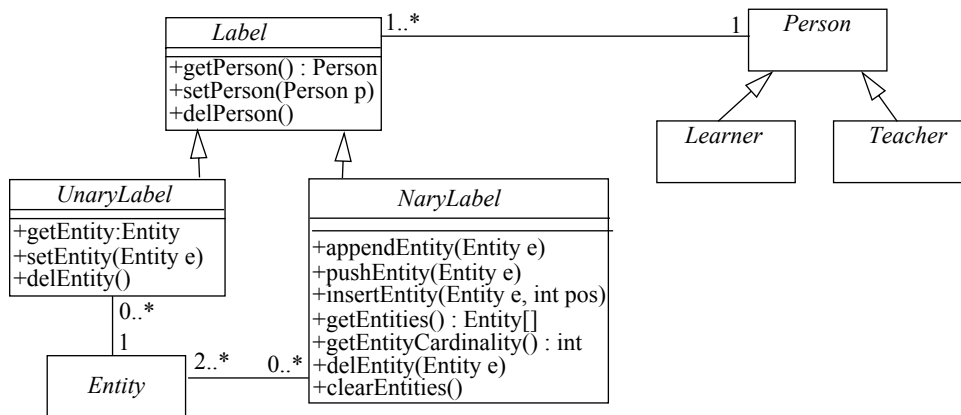 Label
1..*
1
Person
+getPerson() : Person
+setPerson(Person p)
+delPerson()
Learner
Teacher
UnaryLabel
+getEntity:Entity
+setEntity(Entity e)
+delEntity()
NaryLabel
+appendEntity(Entity e)
+pushEntity(Entity e)
+insertEntity(Entity e, int pos)
+getEntities() : Entity[]
+getEntityCardinality() : int
+delEntity(Entity e)
+clearEntities()
0..*
1
Entity
2..*
0..*